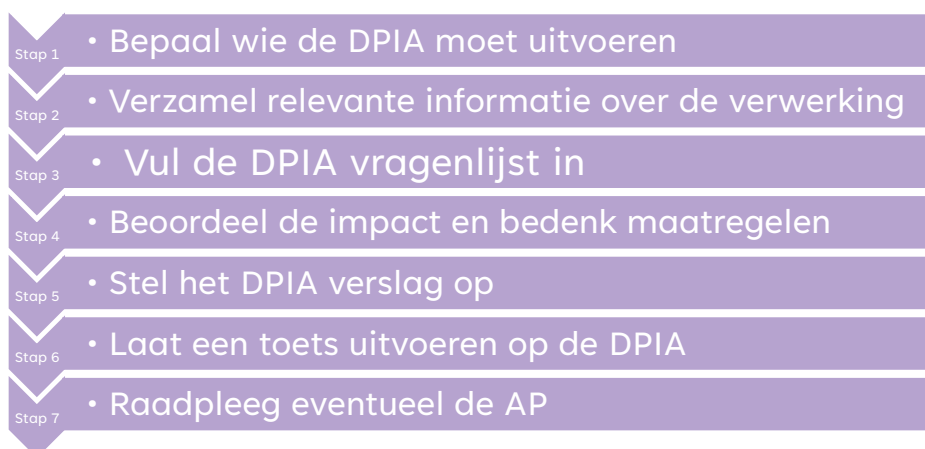 Stap 1
• Bepaal wie de DPIA moet uitvoeren
Stap 2
• Verzamel relevante informatie over de verwerking
Stap 3
• Vul de DPIA vragenlijst in
Stap 4
• Beoordeel de impact en bedenk maatregelen
Stap 5
• Stel het DPIA verslag op
Stap 6
• Laat een toets uitvoeren op de DPIA
Stap 7
• Raadpleeg eventueel de AP